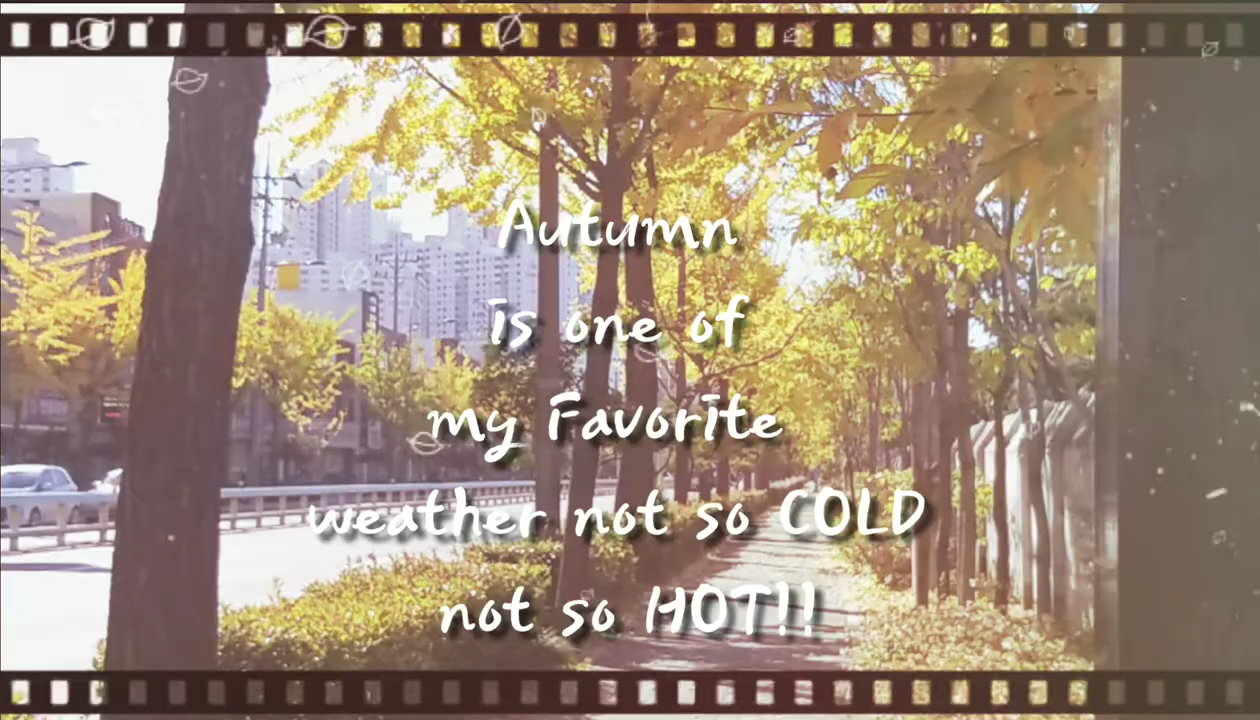 Autumn
is one of
my Favorite
weather not so COLD
not so HOT!!